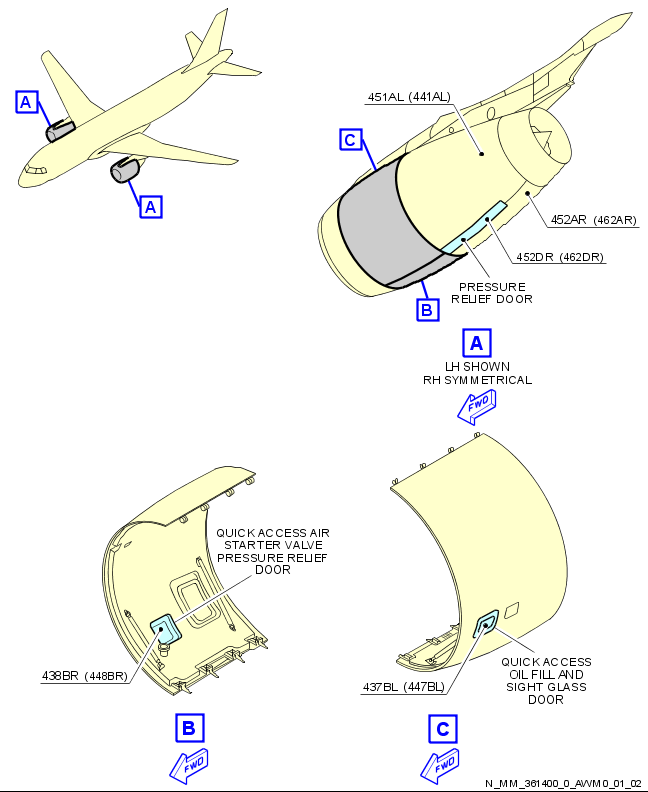 A
A
451AL (441AL)
C
452AR (462AR)
452DR (462DR)
PRESSURE
RELIEF DOOR
B
A
LH SHOWN
RH SYMMETRICAL
FWD
QUICK ACCESS AIR
STARTER VALVE
PRESSURE RELIEF
DOOR
438BR (448BR)
B
FWD
QUICK ACCESS
OIL FILL AND
SIGHT GLASS
DOOR
437BL (447BL)
C
FWD
N_MM_361400_0_AVM0_01_02